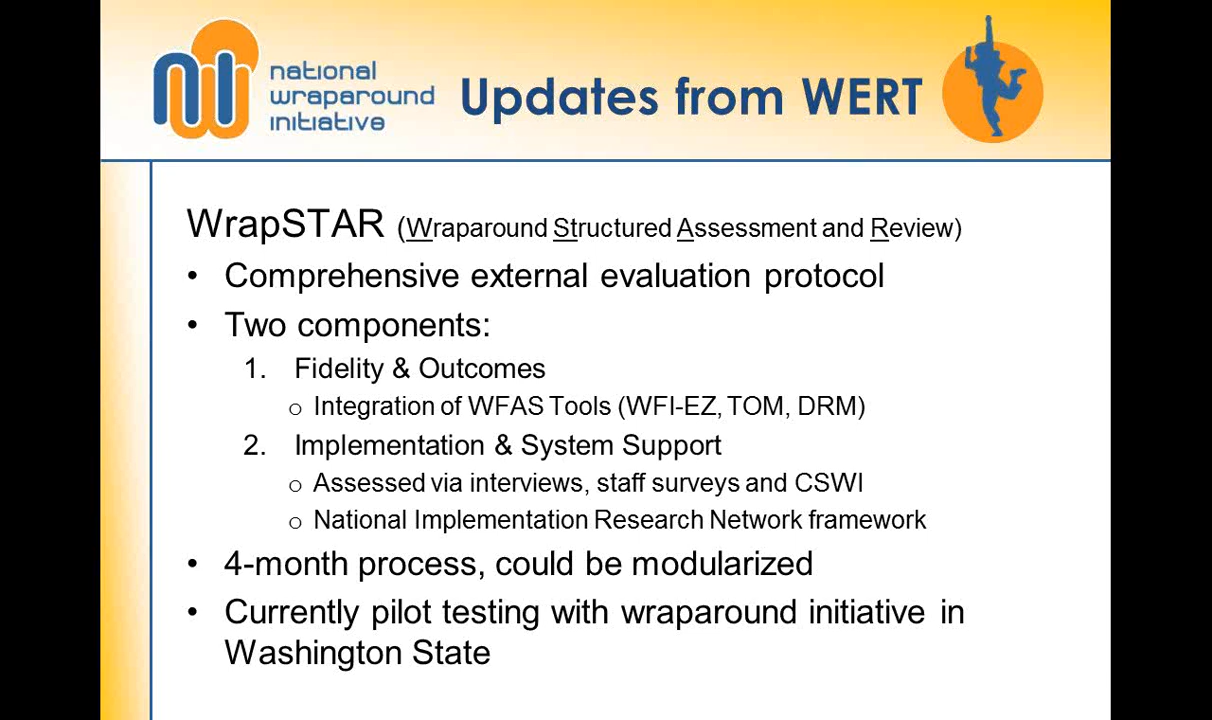 national
wraparound
initiative
Updates from WERT
WrapSTAR (Wraparound Structured Assessment and Review)
• Comprehensive external evaluation protocol
• Two components:
1. Fidelity & Outcomes
o Integration of WFAS Tools (WFI-EZ, TOM, DRM)
2. Implementation & System Support
o Assessed via interviews, staff surveys and CSWI
o National Implementation Research Network framework
• 4-month process, could be modularized
• Currently pilot testing with wraparound initiative in
Washington State